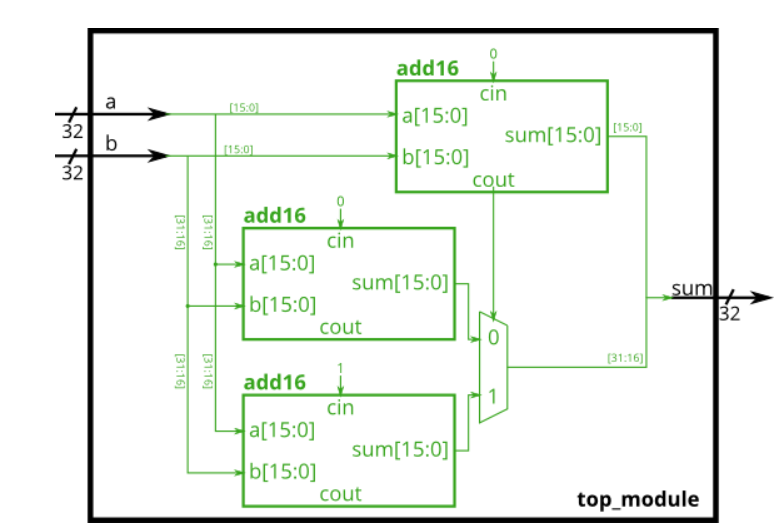 0
add16
cin
a
[15:0]
a[15:0]
32
sum[15:0]
[15:0]
b
[15:0]
b[15:0]
32
cout
[31:16]
[31:16]
0
add16
cin
a[15:0]
sum[15:0]
b[15:0]
cout
sum
32
0
[31:16]
[31:16]
[31:16]
1
1
add16
cin
a[15:0]
sum[15:0]
b[15:0]
cout
top_module